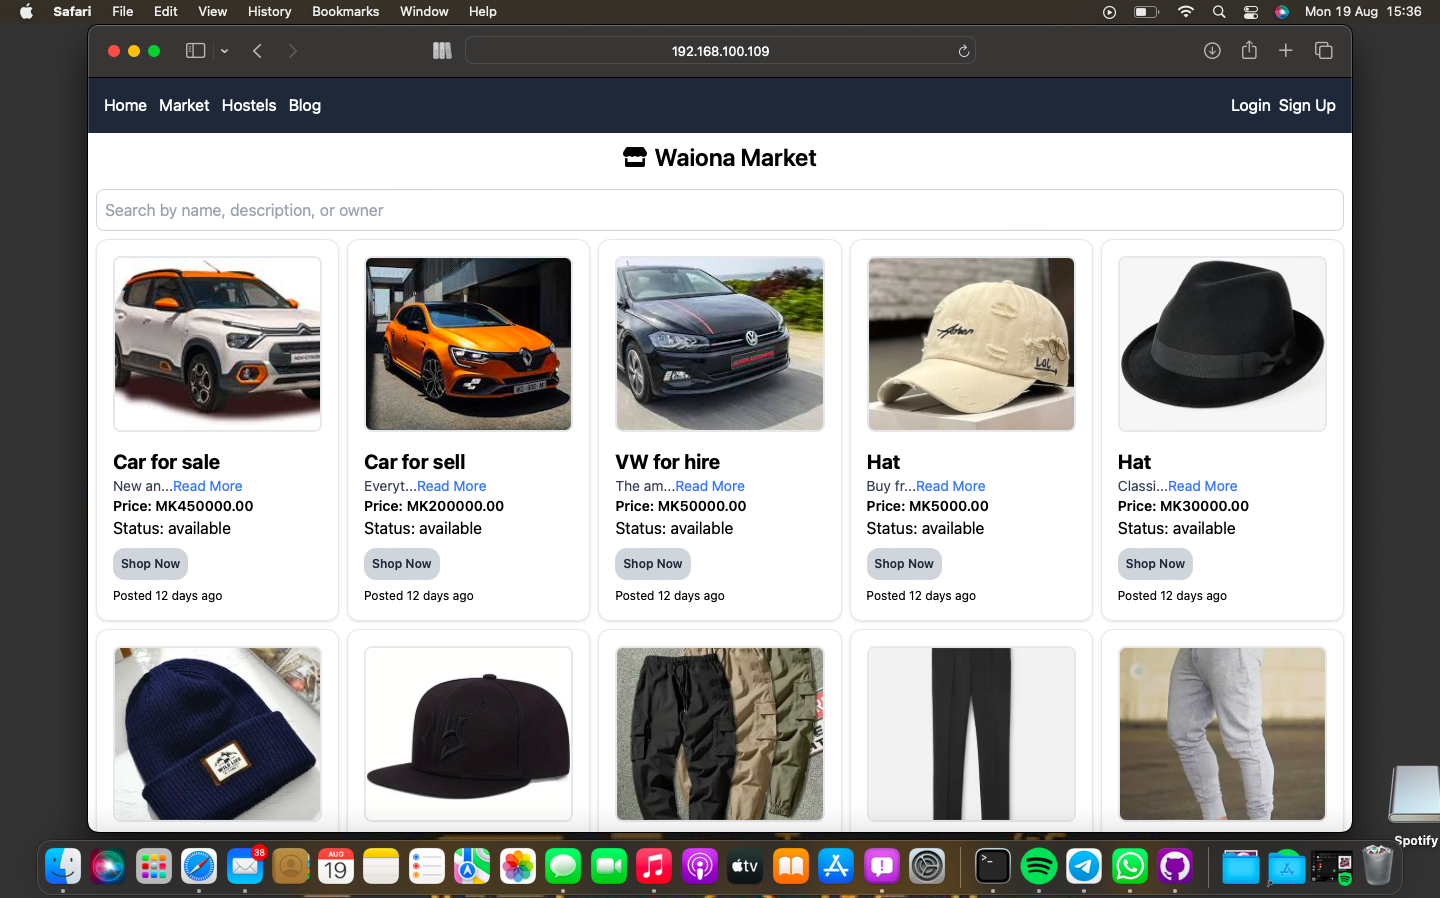 Safari File Edit View History Bookmarks Window Help Mon 19 Aug 15:36
192.168.100.109
Home Market Hostels Blog Login Sign Up
Waiona Market
Search by name, description, or owner
LOL
Car for sale
New an...Read More
Price: MK450000.00
Status: available
Shop Now
Posted 12 days ago
Car for sell
Everyt...Read More
Price: MK200000.00
Status: available
Shop Now
Posted 12 days ago
VW for hire
The am...Read More
Price: MK50000.00
Status: available
Shop Now
Posted 12 days ago
Hat
Buy fr...Read More
Price: MK5000.00
Status: available
Shop Now
Posted 12 days ago
Hat
Classi...Read More
Price: MK30000.00
Status: available
Shop Now
Posted 12 days ago
WILD LIFE
Spotify
38
AUG
19
tv